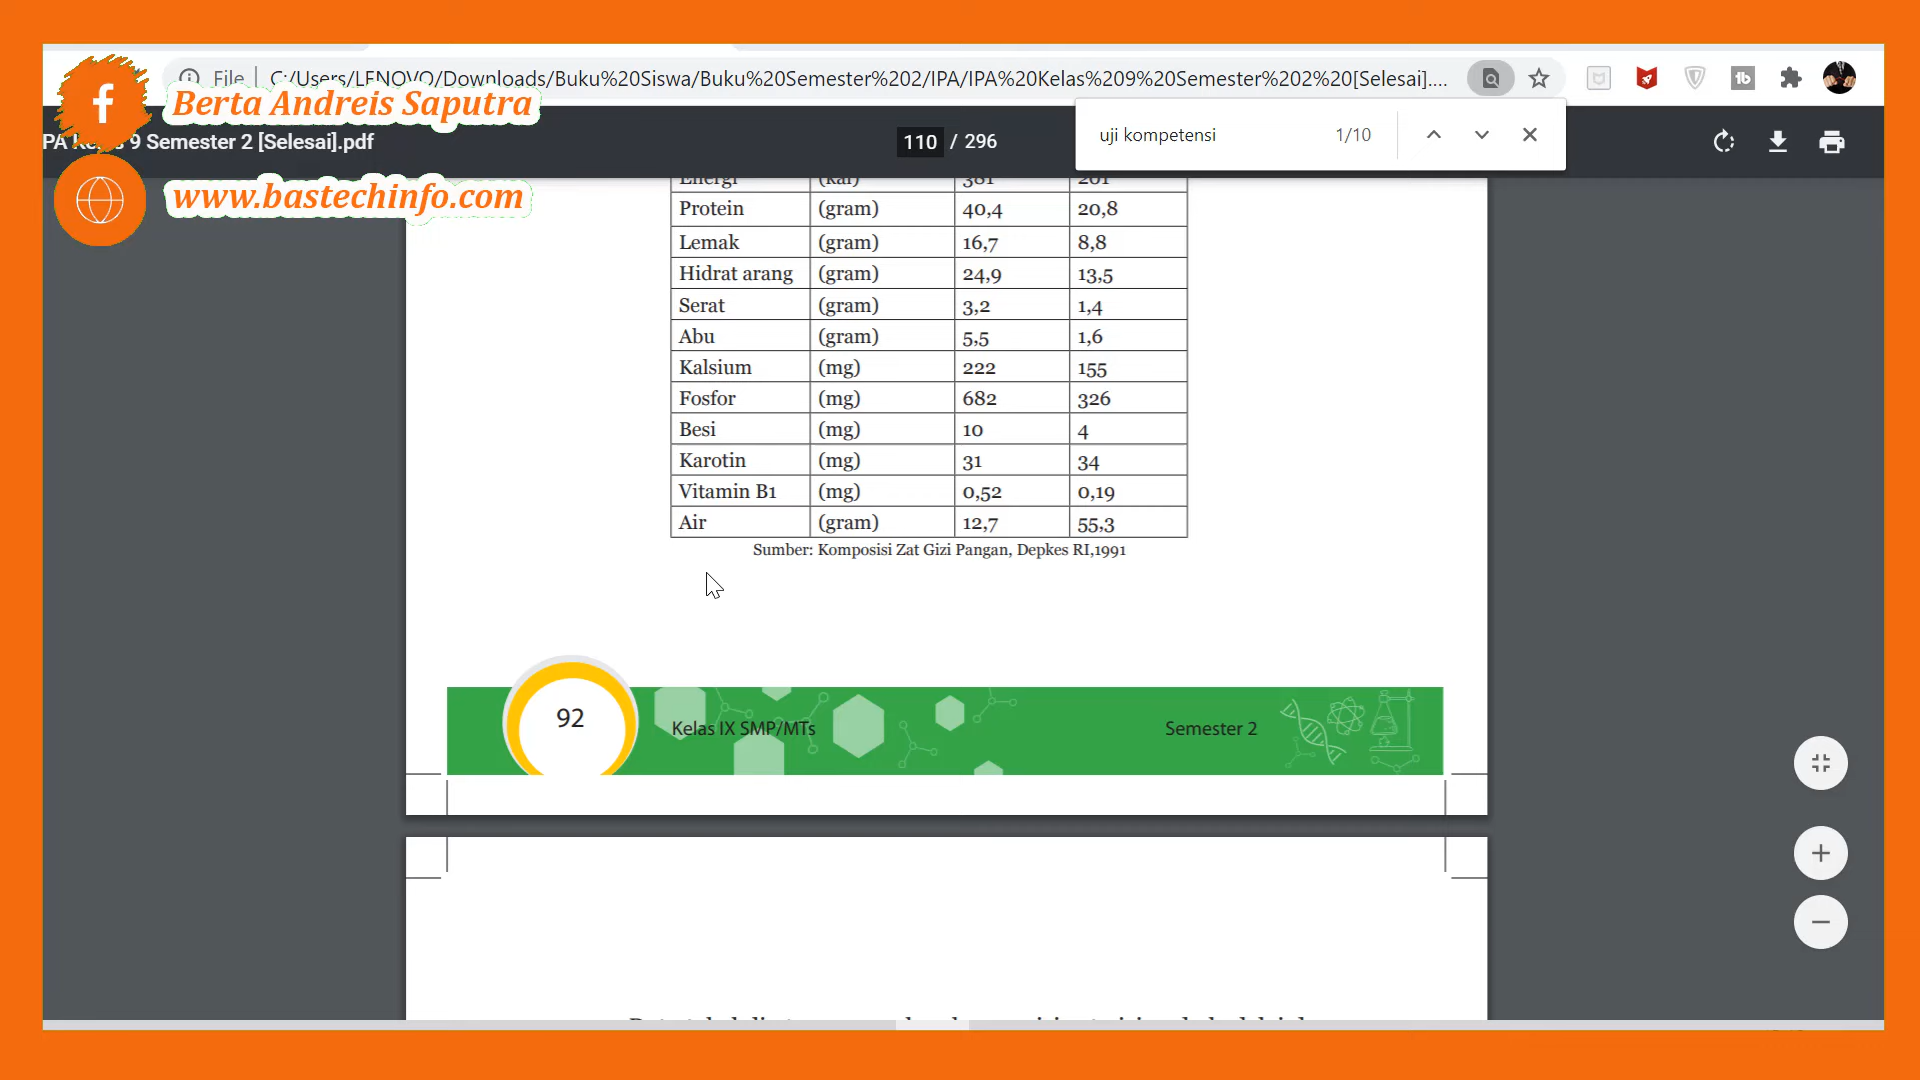 File C:/Users/LENOVO/Downloads/Buku%20Siswa/Buku%20Semester%202/IPA/IPA%20Kelas%209%20Semester%202%20[Selesai]....
Berta Andreis Saputra
uji kompetensi 1/10
9 Semester 2 [Selesai].pdf 110 / 296
www.bastechinfo.com
Energi (kal) 381 201
Protein (gram) 40,4 20,8
Lemak (gram) 16,7 8,8
Hidrat arang (gram) 24,9 13,5
Serat (gram) 3,2 1,4
Abu (gram) 5,5 1,6
Kalsium (mg) 222 155
Fosfor (mg) 682 326
Besi (mg) 10 4
Karotin (mg) 31 34
Vitamin B1 (mg) 0,52 0,19
Air (gram) 12,7 55,3
Sumber: Komposisi Zat Gizi Pangan, Depkes RI,1991
92 Kelas IX SMP/MTs Semester 2